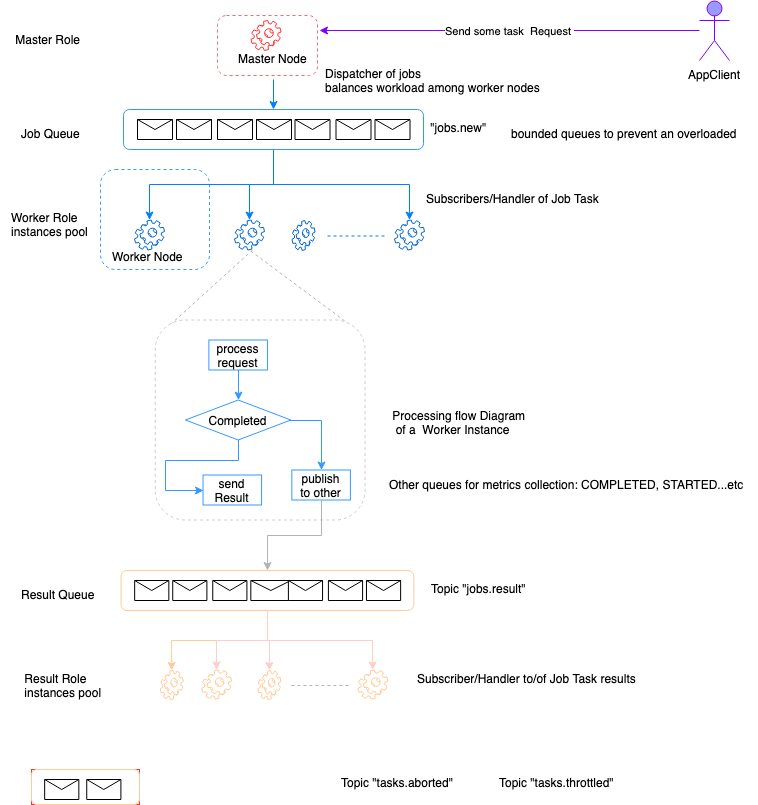 Master Role
Master Node
Send some task Request
AppClient
Dispatcher of jobs
balances workload among worker nodes
Job Queue
"jobs.new"
bounded queues to prevent an overloaded
Worker Role
instances pool
Worker Node
Subscribers/Handler of Job Task
process
request
Completed
send
Result
publish
to other
Processing flow Diagram
of a Worker Instance
Other queues for metrics collection: COMPLETED, STARTED...etc
Result Queue
Topic "jobs.result"
Result Role
instances pool
Subscriber/Handler to/of Job Task results
Topic "tasks.aborted"
Topic "tasks.throttled"